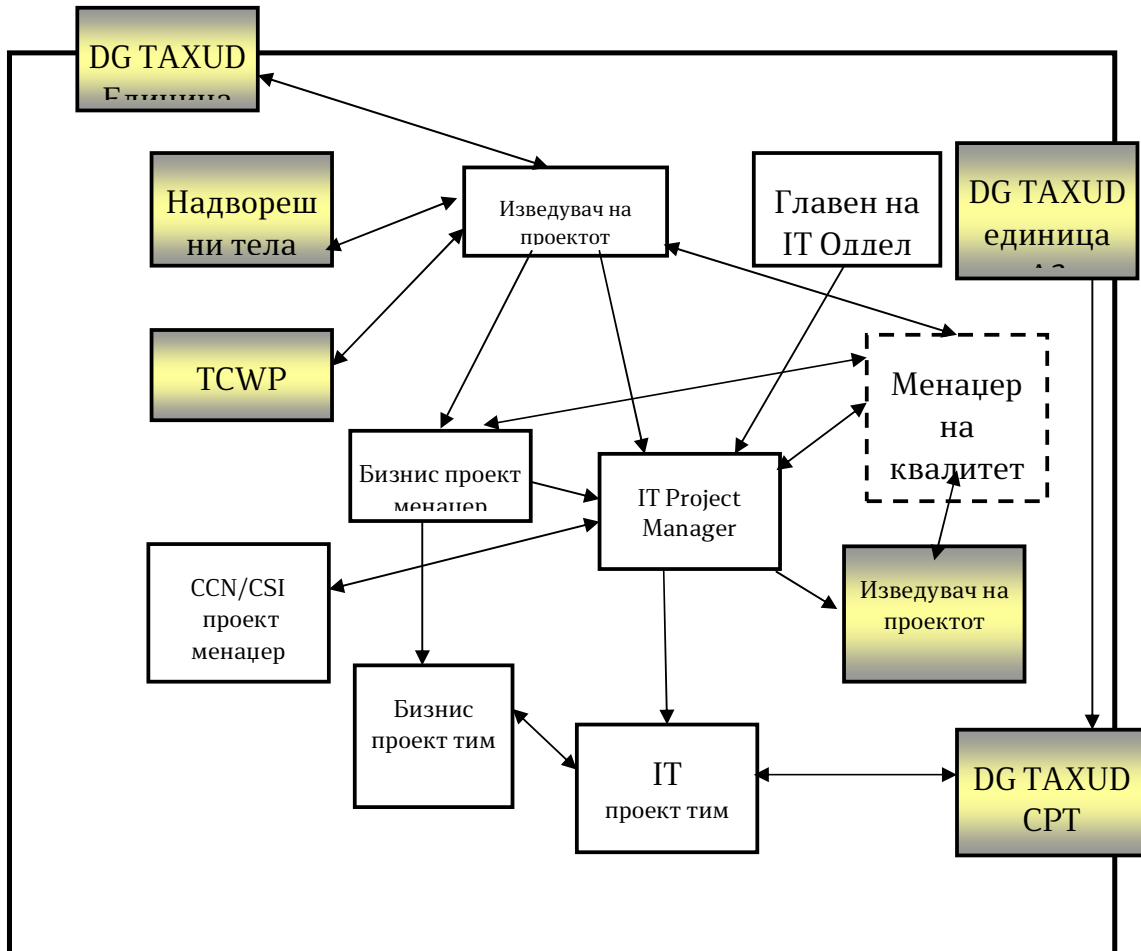 DG TAXUD
Единица
Надвореш
ни тела
TCWP
Изведувач на
проектот
Главен на
IT Оддел
DG TAXUD
единица
Менаџер
на
квалитет
Бизнис проект
менаџер
IT Project
Manager
CCN/CSI
проект
менаџер
Изведувач на
проектот
Бизнис
проект тим
IT
проект тим
DG TAXUD
CPT